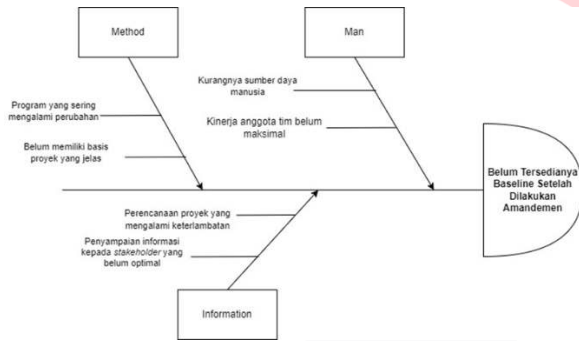 Method
Man
Kurangnya sumber daya
manusia
Program yang sering
mengalami perubahan
Kinerja anggota tim belum
maksimal
Belum memiliki basis
proyek yang jelas
Belum Tersedianya
Baseline Setelah
Dilakukan
Amandemen
Perencanaan proyek yang
mengalami keterlambatan
Penyampaian informasi
kepada stakeholder yang
belum optimal
Information